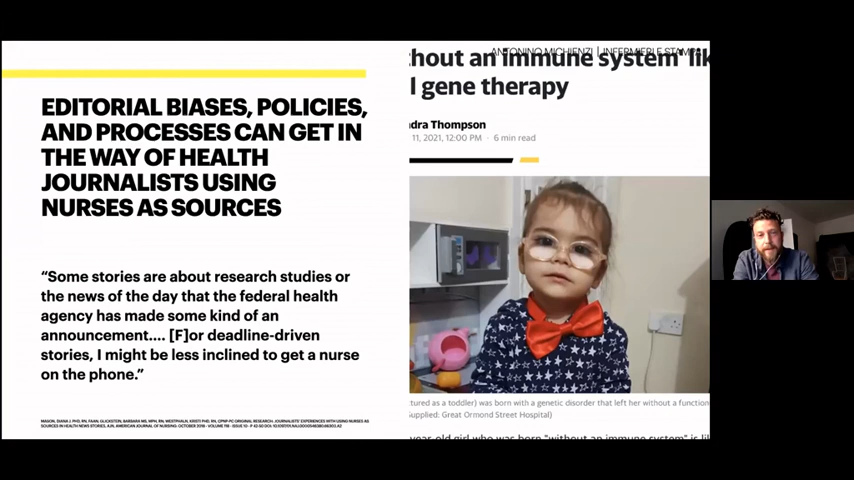 ANTONINO MICHIENZI | INFERMIERI E STAMPA
EDITORIAL BIASES, POLICIES,
AND PROCESSES CAN GET IN
THE WAY OF HEALTH
JOURNALISTS USING
NURSES AS SOURCES
“Some stories are about research studies or
the news of the day that the federal health
agency has made some kind of an
announcement.... [F]or deadline-driven
stories, I might be less inclined to get a nurse
on the phone.”
thout an immune system' lik
l gene therapy
dra Thompson
11, 2021, 12:00 PM · 6 min read
tured as a toddler) was born with a genetic disorder that left her without a function
Supplied: Great Ormond Street Hospital)
year-old girl who was born "without an immune system" is lik